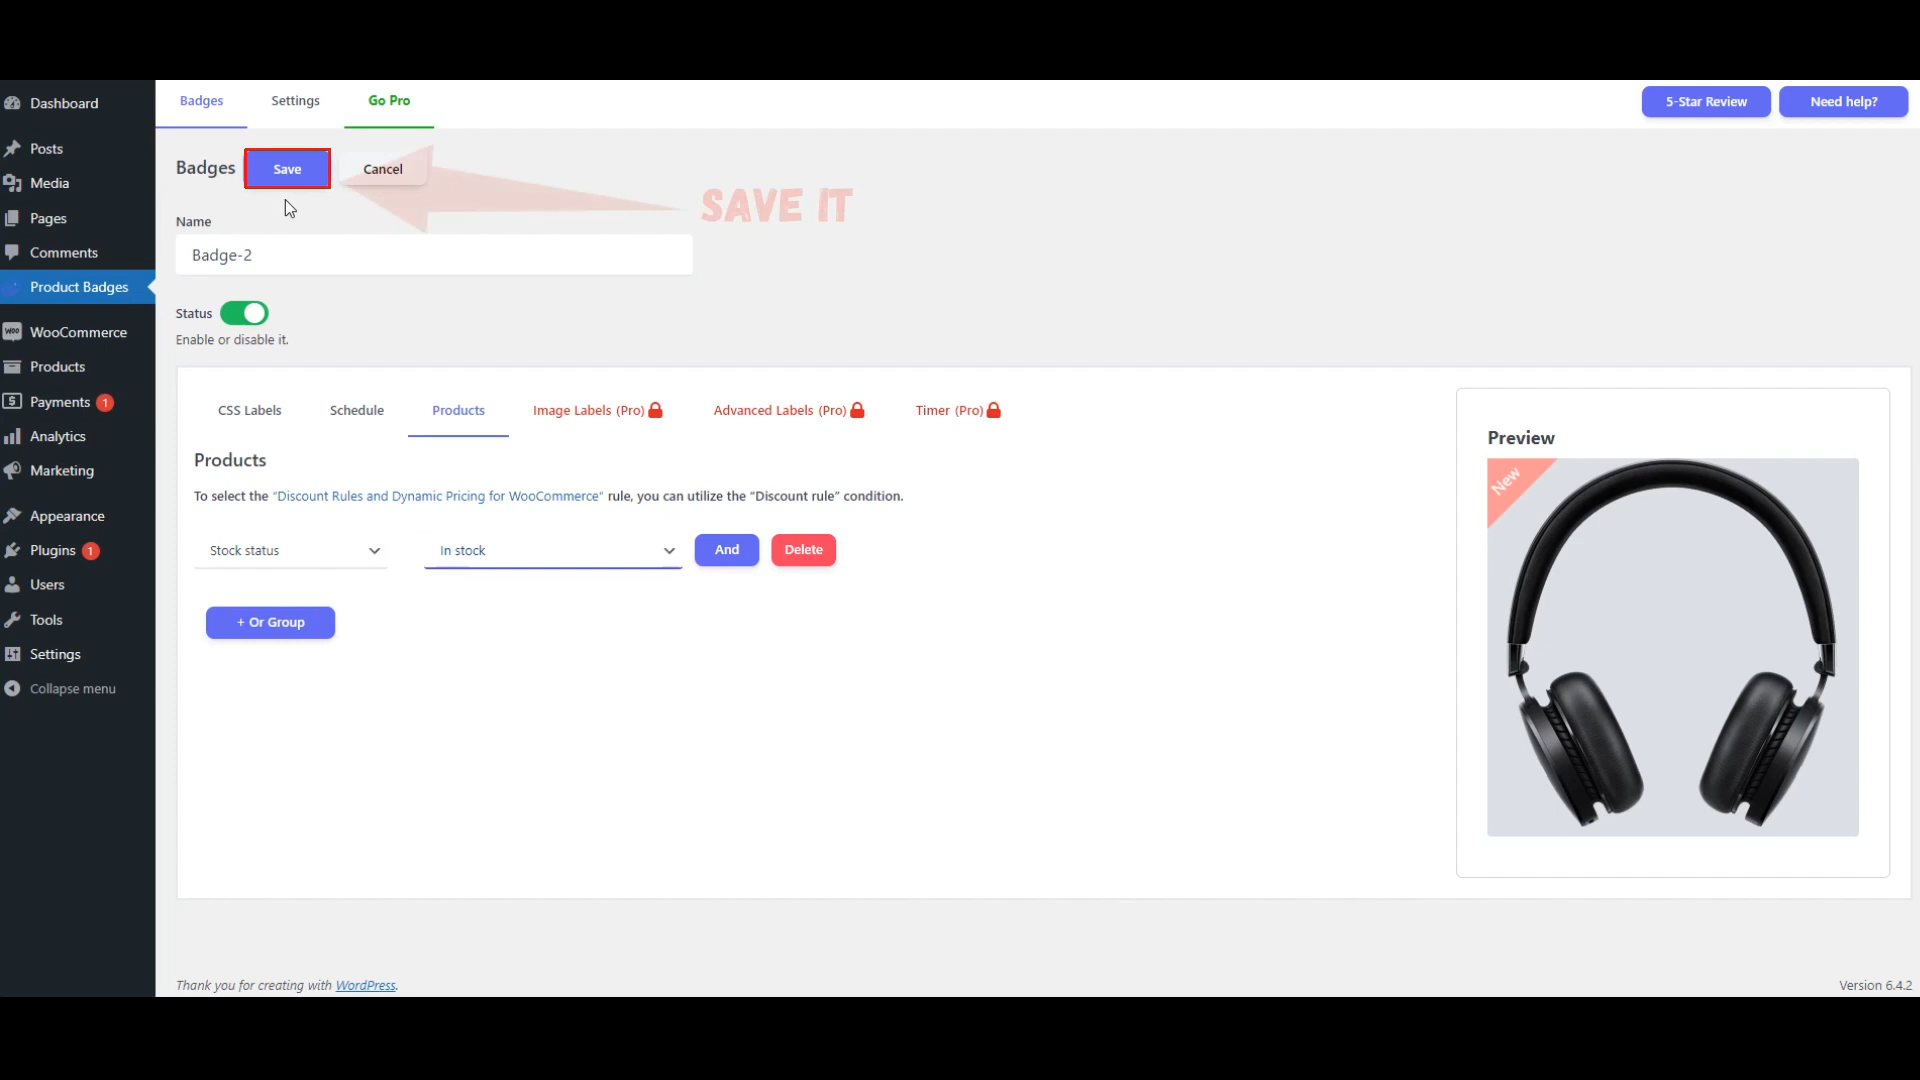 Dashboard
Posts
Media
Pages
Comments
Product Badges
WooCommerce
Products
Payments 1
Analytics
Marketing
Appearance
Plugins 1
Users
Tools
Settings
Collapse menu
Badges Settings Go Pro
5-Star Review Need help?
Badges Save Cancel
SAVE IT
Name
Badge-2
Status
Enable or disable it.
CSS Labels Schedule Products Image Labels (Pro) Advanced Labels (Pro) Timer (Pro)
Products
To select the "Discount Rules and Dynamic Pricing for WooCommerce" rule, you can utilize the "Discount rule" condition.
Stock status In stock And Delete
+ Or Group
Preview
New
Thank you for creating with WordPress.
Version 6.4.2